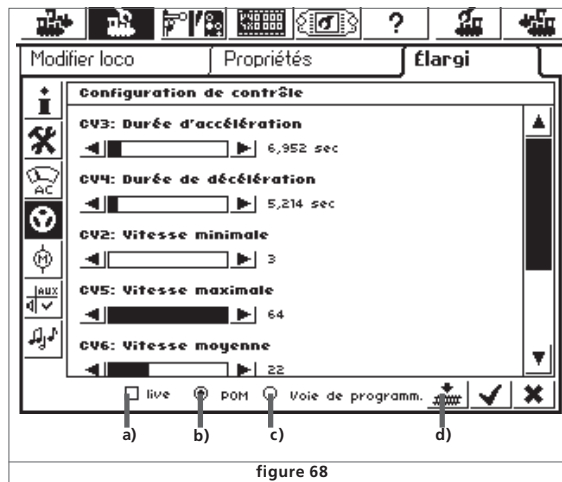 ?
Modifier loco Propriétés Élargi
Configuration de contrôle
CV3: Durée d'accélération
6,952 sec
CV4: Durée de décélération
5,214 sec
CV2: Vitesse minimale
3
CV5: Vitesse maximale
64
CV6: Vitesse moyenne
22
AC
M
AUX
live POM Voie de programm.
a) b) c) d)
figure 68